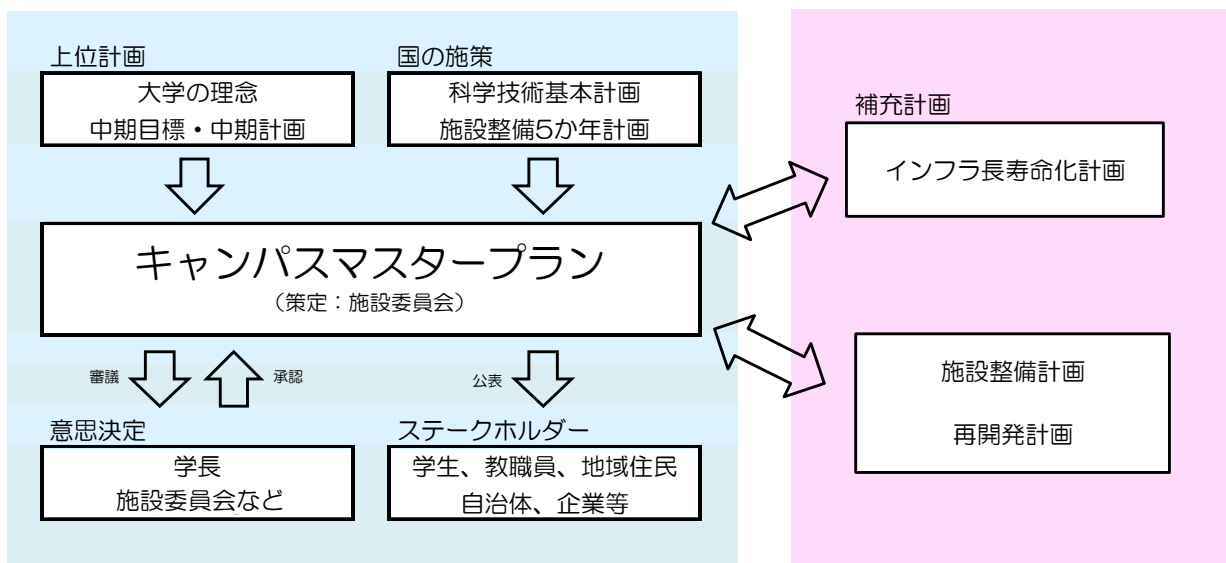 上位計画
大学の理念
中期目標・中期計画
国の施策
科学技術基本計画
施設整備5か年計画
キャンパスマスタープラン
（策定：施設委員会）
審議
承認
公表
意思決定
学長
施設委員会など
ステークホルダー
学生、教職員、地域住民
自治体、企業等
補充計画
インフラ長寿命化計画
施設整備計画
再開発計画